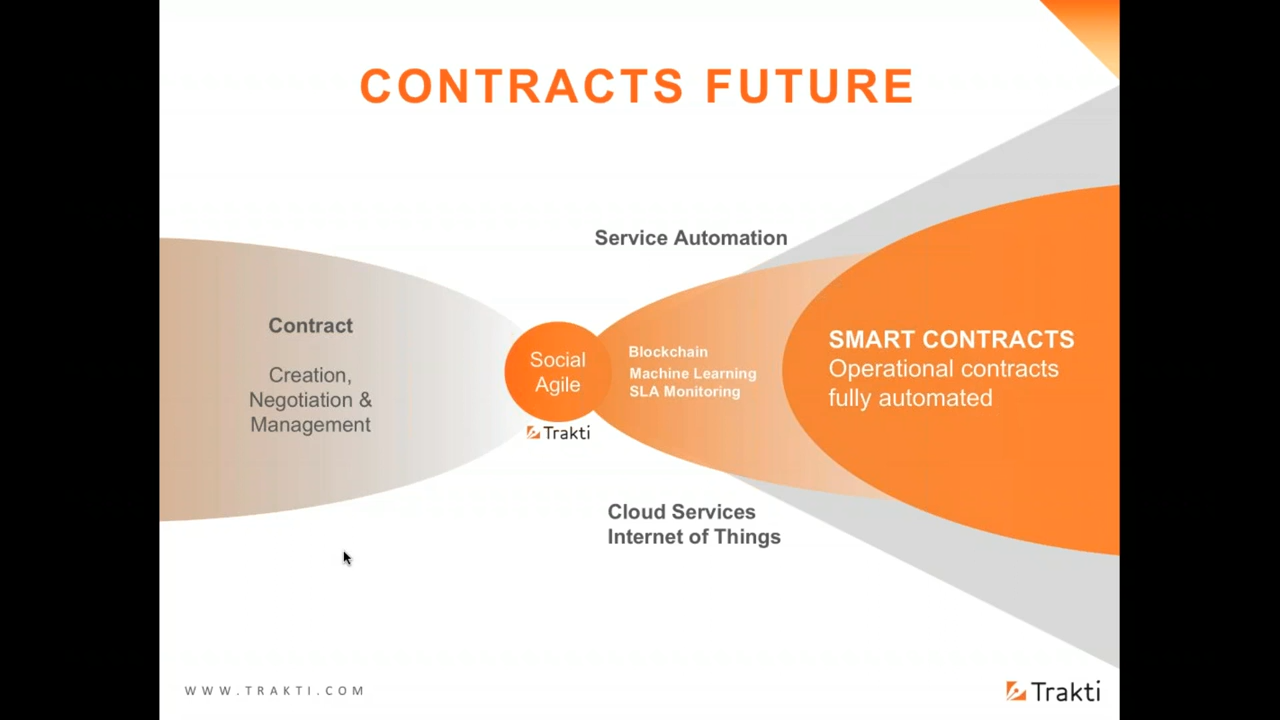 CONTRACTS FUTURE
Service Automation
Contract
Creation,
Negotiation &
Management
Social
Agile
Trakti
Blockchain
Machine Learning
SLA Monitoring
SMART CONTRACTS
Operational contracts
fully automated
Cloud Services
Internet of Things
WWW.TRAKTI.COM
Trakti